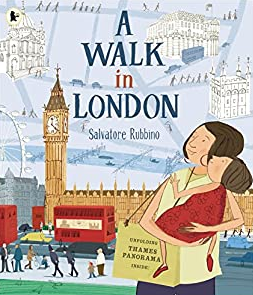 A
WALK
in
LONDON
Salvatore Rubbino
UNFOLDING
THAMES
PANORAMA
INSIDE!